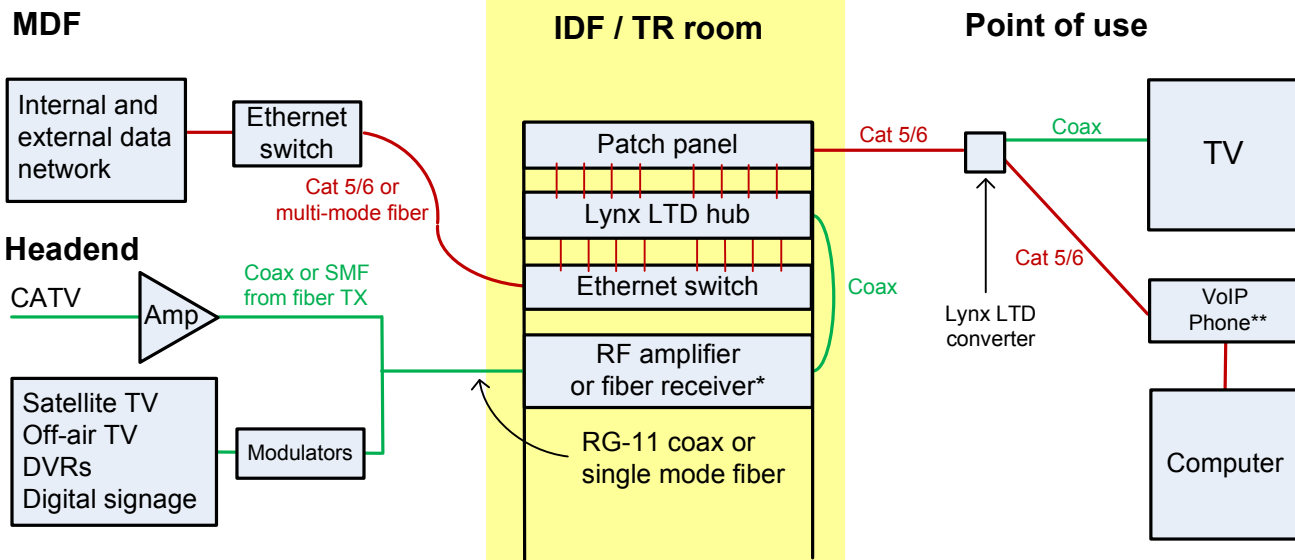 MDF
Internal and
external data
network
Ethernet
switch
Cat 5/6 or
multi-mode fiber
Headend
CATV
Amp
Coax or SMF
from fiber TX
Satellite TV
Off-air TV
DVRs
Digital signage
Modulators
IDF / TR room
Patch panel
Lynx LTD hub
Ethernet switch
RF amplifier
or fiber receiver*
Coax
RG-11 coax or
single mode fiber
Point of use
Cat 5/6
Coax
TV
Cat 5/6
Lynx LTD
converter
VoIP
Phone**
Computer